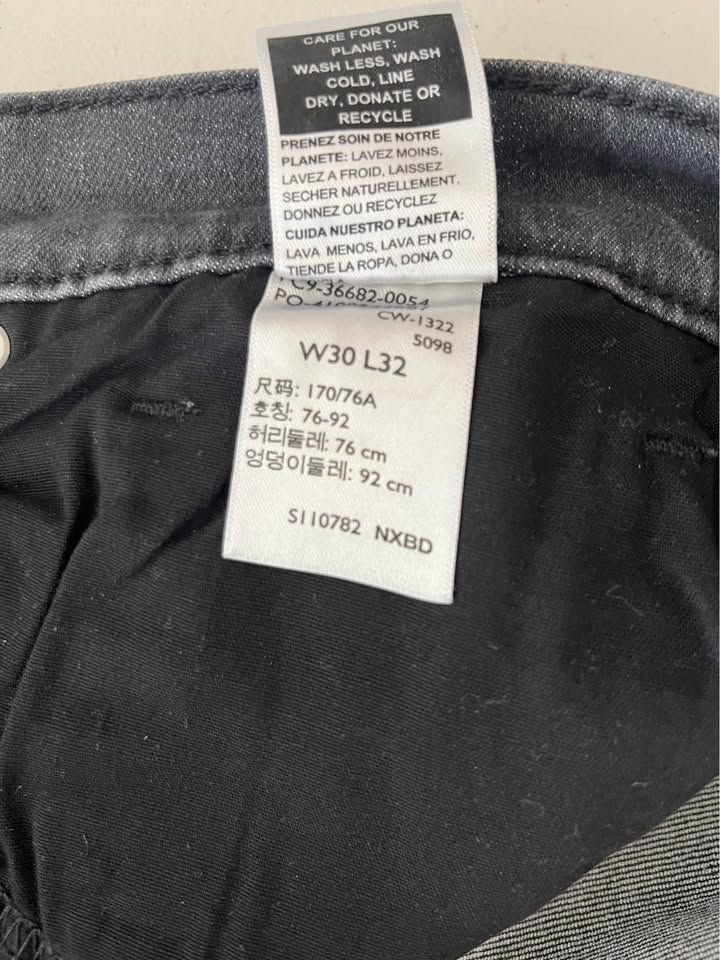 CARE FOR OUR
PLANET:
WASH LESS, WASH
COLD, LINE
DRY, DONATE OR
RECYCLE
PRENEZ SOIN DE NOTRE
PLANETE: LAVEZ MOINS,
LAVEZ A FROID, LAISSEZ
SECHER NATURELLEMENT,
DONNEZ OU RECYCLEZ
CUIDA NUESTRO PLANETA:
LAVA MENOS, LAVA EN FRIO,
TIENDE LA ROPA, DONA O
PC9-36682-0054
CW-1322
5098
W30 L32
尺码: 170/76A
호칭: 76-92
허리둘레: 76 cm
엉덩이둘레: 92 cm
S110782 NXBD